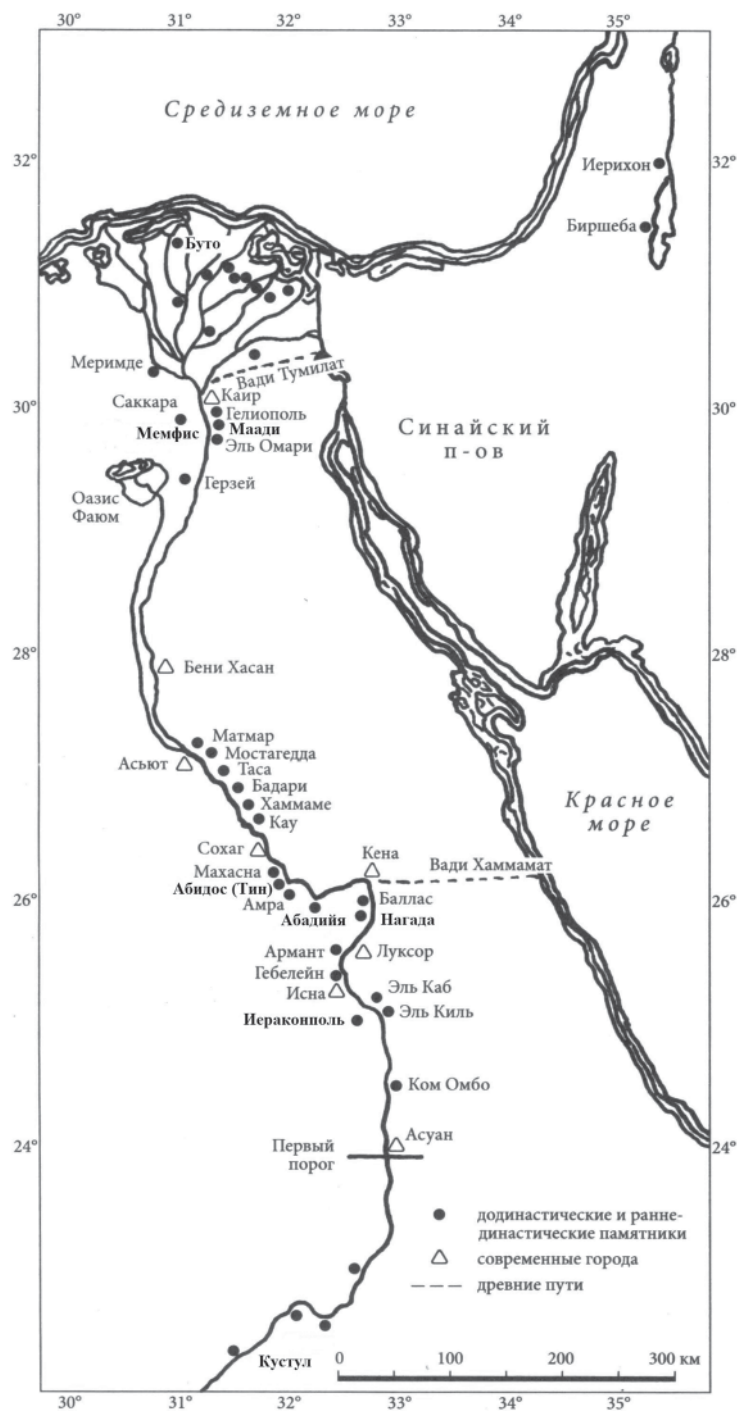 30°
31°
32°
33°
34°
35°
Средиземное море
32°
32°
Иерихон
Биршеба
Буто
Меримде
Вади Тумилат
Каир
Саккара
Гелиополь
30°
30°
Мемфис
Маади
Эль Омари
Синайский
п-ов
Герзей
Оазис
Фаюм
28°
28°
Бени Хасан
Матмар
Мостагедда
Асьют
Таса
Бадари
Хаммаме
Кау
Красное
море
Сохаг
Кена
Вади Хаммамат
Махасна
Абидос (Тин)
Амра
26°
26°
Баллас
Абадийя
Нагада
Армант
Луксор
Гебелейн
Исна
Эль Каб
Иераконполь
Эль Киль
Ком Омбо
Асуан
24°
24°
Первый
порог
додинастические и ранне-
династические памятники
современные города
древние пути
Кустул
0
100
200
300 км
30°
31°
32°
33°
34°
35°